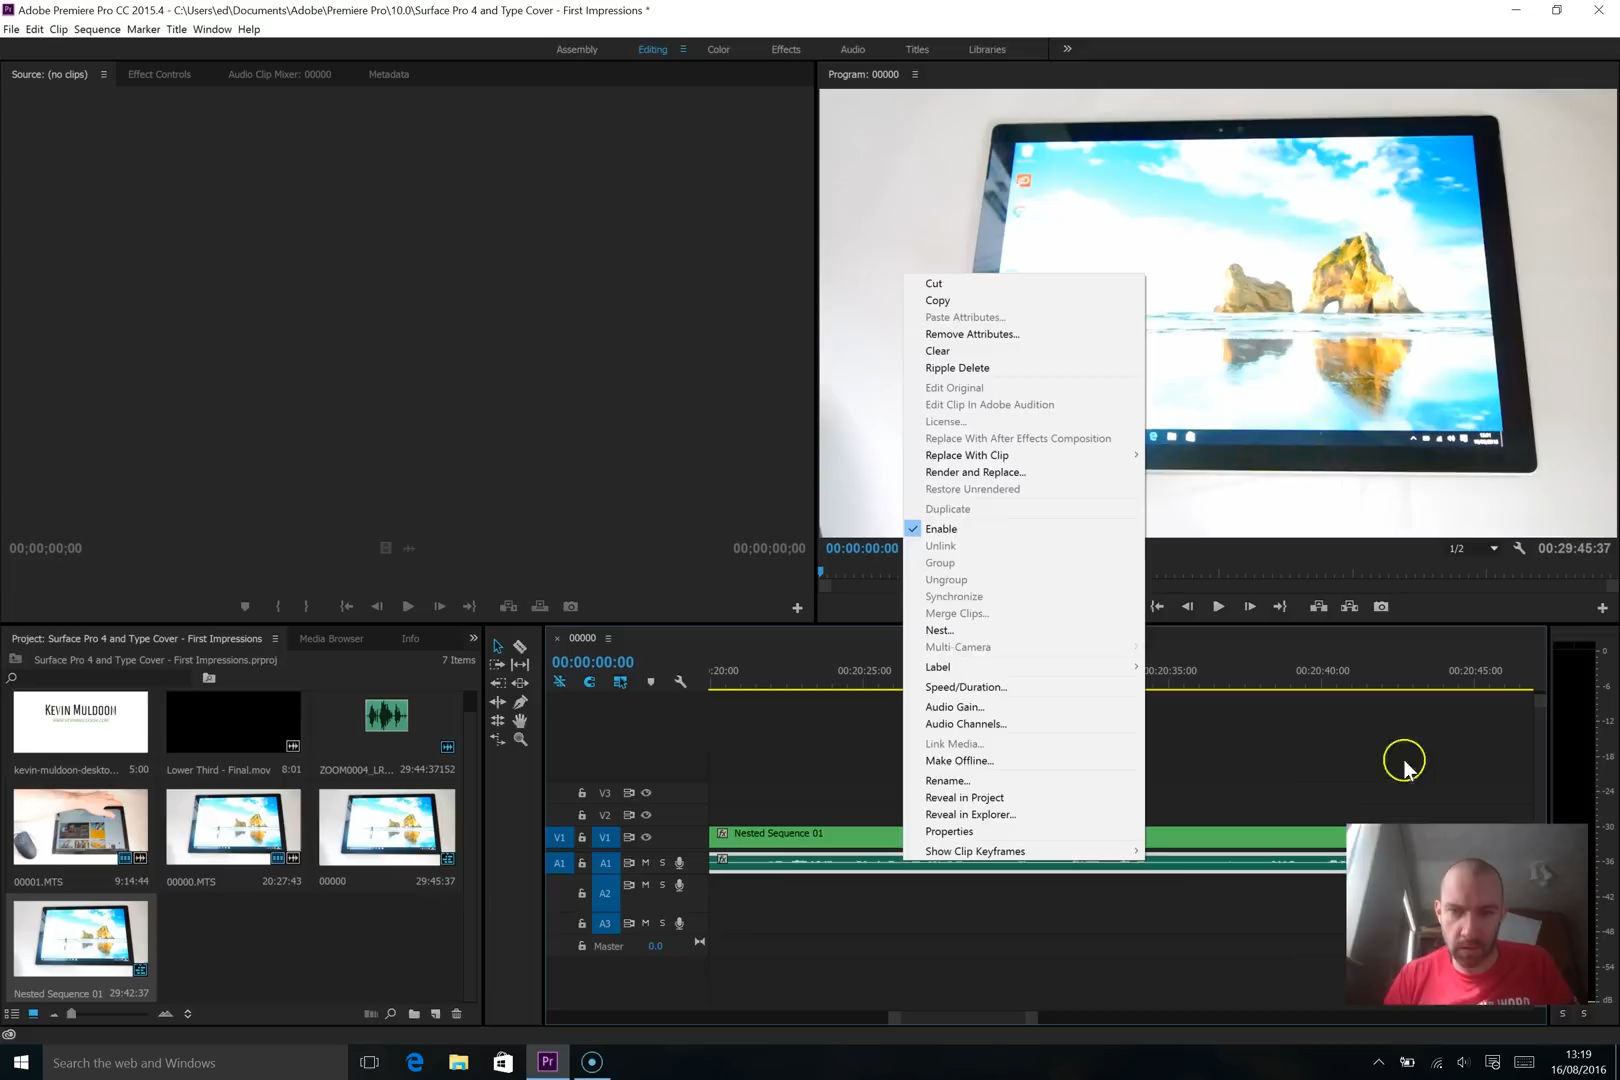 Adobe Premiere Pro CC 2015.4 - C:\Users\ed\Documents\Adobe\Premiere Pro\10.0\Surface Pro 4 and Type Cover - First Impressions *
File Edit Clip Sequence Marker Title Window Help
Assembly Editing Color Effects Audio Titles Libraries
Source: (no clips) Effect Controls Audio Clip Mixer: 00000 Metadata
Program: 00000
Cut
Copy
Paste Attributes...
Remove Attributes...
Clear
Ripple Delete
Edit Original
Edit Clip In Adobe Audition
License...
Replace With After Effects Composition
Replace With Clip
Render and Replace...
Restore Unrendered
Duplicate
Enable
Unlink
Group
Ungroup
Synchronize
Merge Clips...
Nest...
Multi-Camera
Label
Speed/Duration...
Audio Gain...
Audio Channels...
Link Media...
Make Offline...
Rename...
Reveal in Project
Reveal in Explorer...
Properties
Show Clip Keyframes
00;00;00;00 00;00;00;00
00:00:00:00 1/2 00:29:45:37
Project: Surface Pro 4 and Type Cover - First Impressions Media Browser Info
Surface Pro 4 and Type Cover - First Impressions.prproj 7 Items
KEVIN MULDOON
kevin-muldoon-deskto... 5:00 Lower Third - Final.mov 8:01 ZOOM0004_LR... 29:44:37152
00001.MTS 9:14:44 00000.MTS 20:27:43 00000 29:45:37
Nested Sequence 01 29:42:37
00000
00:00:00:00
:20:00 00:20:25:00 00:20:35:00 00:20:40:00 00:20:45:00
V3
V2
V1 V1 Nested Sequence 01
A1 A1 M S
A2 M S
A3 M S
Master 0.0
0
-6
-12
-18
-24
-30
-36
-42
-48
-54
dB
S S
Search the web and Windows
Pr
13:19
16/08/2016